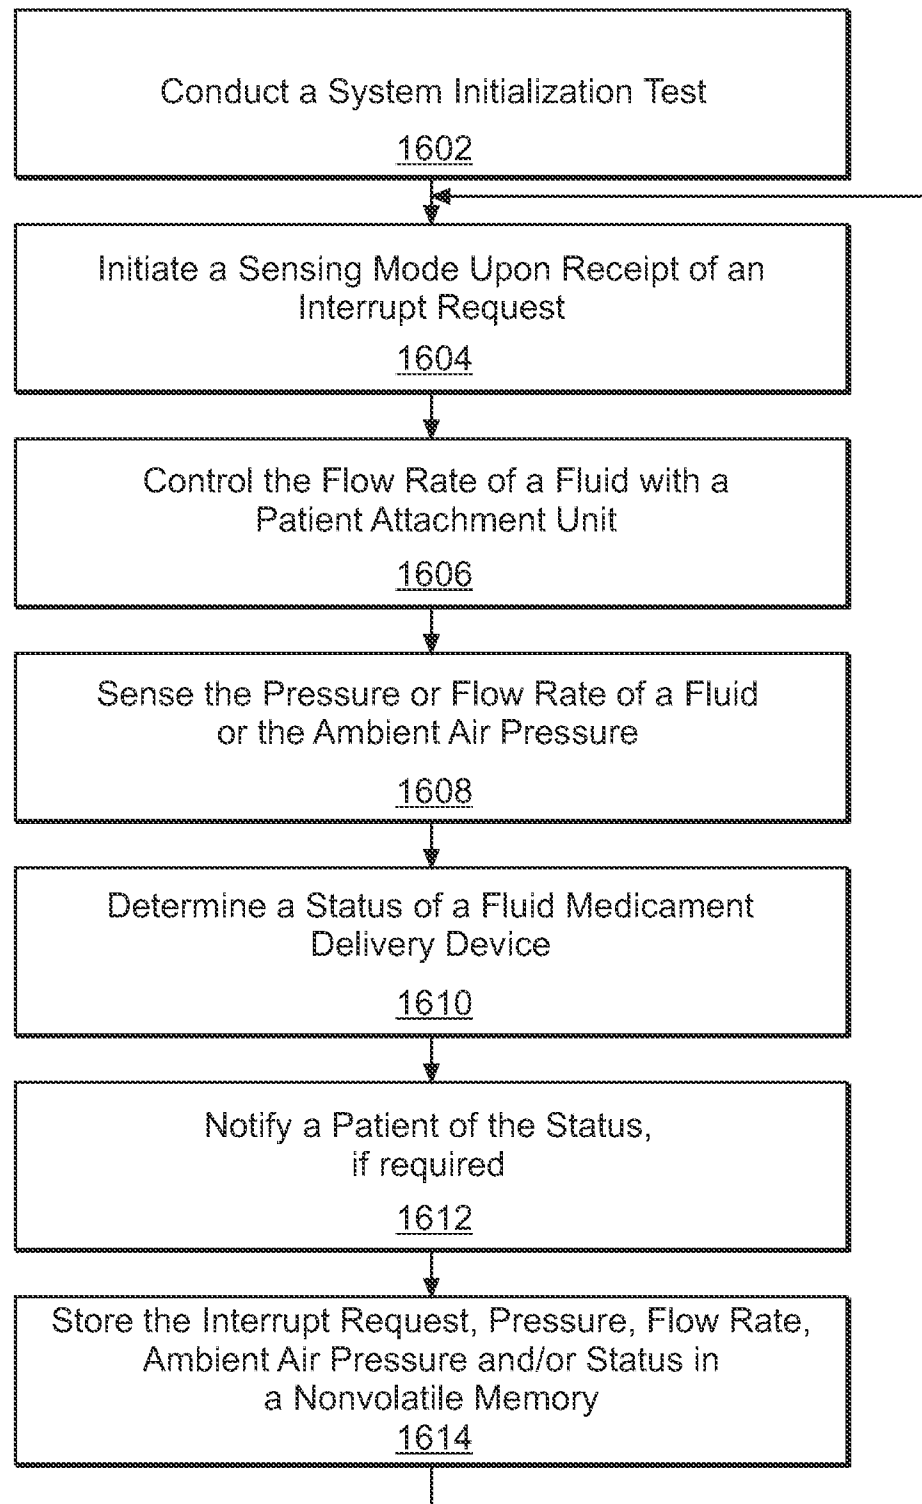 Conduct a System Initialization Test
1602
Initiate a Sensing Mode Upon Receipt of an
Interrupt Request
1604
Control the Flow Rate of a Fluid with a
Patient Attachment Unit
1606
Sense the Pressure or Flow Rate of a Fluid
or the Ambient Air Pressure
1608
Determine a Status of a Fluid Medicament
Delivery Device
1610
Notify a Patient of the Status,
if required
1612
Store the Interrupt Request, Pressure, Flow Rate,
Ambient Air Pressure and/or Status in
a Nonvolatile Memory
1614